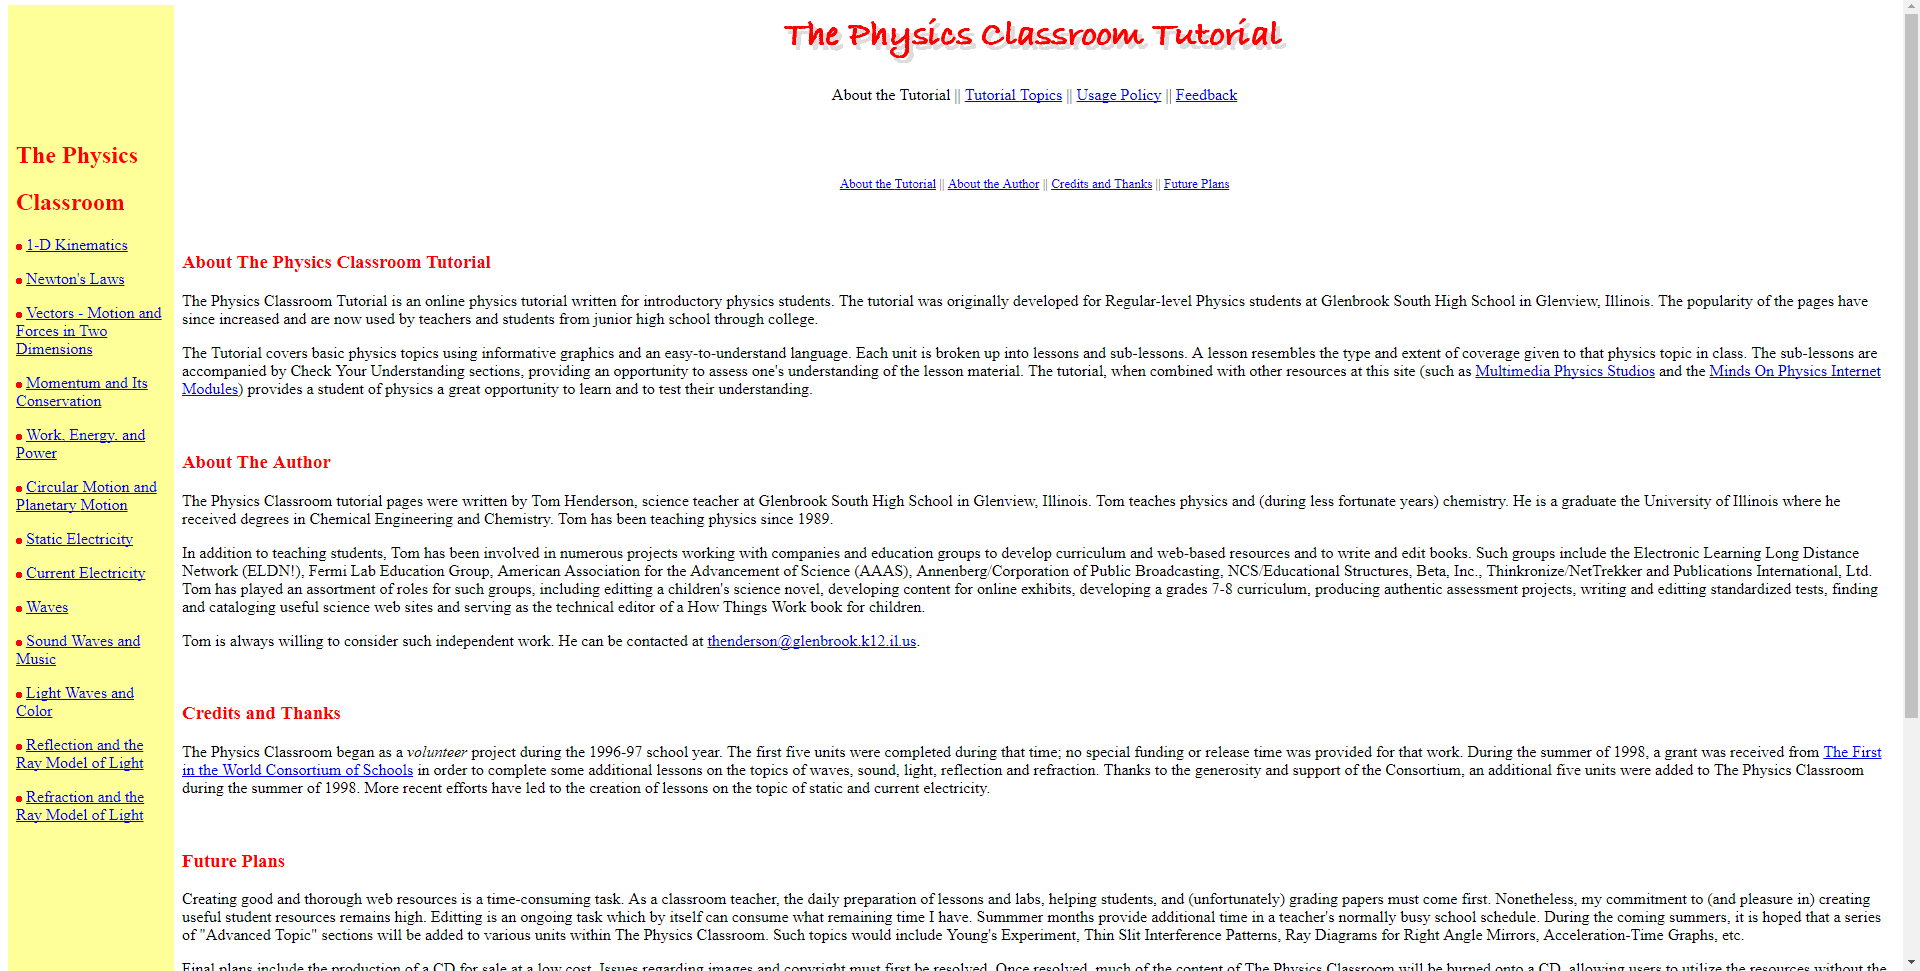 The Physics
Classroom
1-D Kinematics
Newton's Laws
Vectors - Motion and
Forces in Two
Dimensions
Momentum and Its
Conservation
Work, Energy, and
Power
Circular Motion and
Planetary Motion
Static Electricity
Current Electricity
Waves
Sound Waves and
Music
Light Waves and
Color
Reflection and the
Ray Model of Light
Refraction and the
Ray Model of Light
The Physics Classroom Tutorial
About the Tutorial || Tutorial Topics || Usage Policy || Feedback
About the Tutorial || About the Author || Credits and Thanks || Future Plans
About The Physics Classroom Tutorial
The Physics Classroom Tutorial is an online physics tutorial written for introductory physics students. The tutorial was originally developed for Regular-level Physics students at Glenbrook South High School in Glenview, Illinois. The popularity of the pages have
since increased and are now used by teachers and students from junior high school through college.
The Tutorial covers basic physics topics using informative graphics and an easy-to-understand language. Each unit is broken up into lessons and sub-lessons. A lesson resembles the type and extent of coverage given to that physics topic in class. The sub-lessons are
accompanied by Check Your Understanding sections, providing an opportunity to assess one's understanding of the lesson material. The tutorial, when combined with other resources at this site (such as Multimedia Physics Studios and the Minds On Physics Internet
Modules) provides a student of physics a great opportunity to learn and to test their understanding.
About The Author
The Physics Classroom tutorial pages were written by Tom Henderson, science teacher at Glenbrook South High School in Glenview, Illinois. Tom teaches physics and (during less fortunate years) chemistry. He is a graduate the University of Illinois where he
received degrees in Chemical Engineering and Chemistry. Tom has been teaching physics since 1989.
In addition to teaching students, Tom has been involved in numerous projects working with companies and education groups to develop curriculum and web-based resources and to write and edit books. Such groups include the Electronic Learning Long Distance
Network (ELDN!), Fermi Lab Education Group, American Association for the Advancement of Science (AAAS), Annenberg/Corporation of Public Broadcasting, NCS/Educational Structures, Beta, Inc., Thinkronize/NetTrekker and Publications International, Ltd.
Tom has played an assortment of roles for such groups, including editting a children's science novel, developing content for online exhibits, developing a grades 7-8 curriculum, producing authentic assessment projects, writing and editting standardized tests, finding
and cataloging useful science web sites and serving as the technical editor of a How Things Work book for children.
Tom is always willing to consider such independent work. He can be contacted at thenderson@glenbrook.k12.il.us.
Credits and Thanks
The Physics Classroom began as a volunteer project during the 1996-97 school year. The first five units were completed during that time; no special funding or release time was provided for that work. During the summer of 1998, a grant was received from The First
in the World Consortium of Schools in order to complete some additional lessons on the topics of waves, sound, light, reflection and refraction. Thanks to the generosity and support of the Consortium, an additional five units were added to The Physics Classroom
during the summer of 1998. More recent efforts have led to the creation of lessons on the topic of static and current electricity.
Future Plans
Creating good and thorough web resources is a time-consuming task. As a classroom teacher, the daily preparation of lessons and labs, helping students, and (unfortunately) grading papers must come first. Nonetheless, my commitment to (and pleasure in) creating
useful student resources remains high. Editting is an ongoing task which by itself can consume what remaining time I have. Summmer months provide additional time in a teacher's normally busy school schedule. During the coming summers, it is hoped that a series
of "Advanced Topic" sections will be added to various units within The Physics Classroom. Such topics would include Young's Experiment, Thin Slit Interference Patterns, Ray Diagrams for Right Angle Mirrors, Acceleration-Time Graphs, etc.
Final plans include the production of a CD for sale at a low cost. Issues regarding images and copyright must first be resolved. Once resolved, much of the content of The Physics Classroom will be burned onto a CD, allowing users to utilize the resources without the